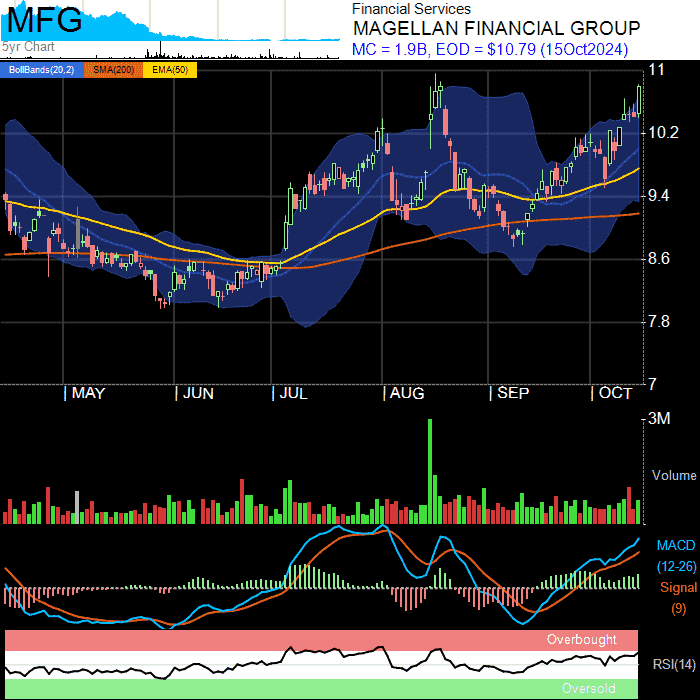 MFG
5yr Chart
Financial Services
MAGELLAN FINANCIAL GROUP
MC = 1.9B, EOD = $10.79 (15Oct2024)
BollBands(20,2) SMA(200) EMA(50)
11
10.2
9.4
8.6
7.8
7
MAY JUN JUL AUG SEP OCT
3M
Volume
MACD
(12-26)
Signal
(9)
Overbought
RSI(14)
Oversold